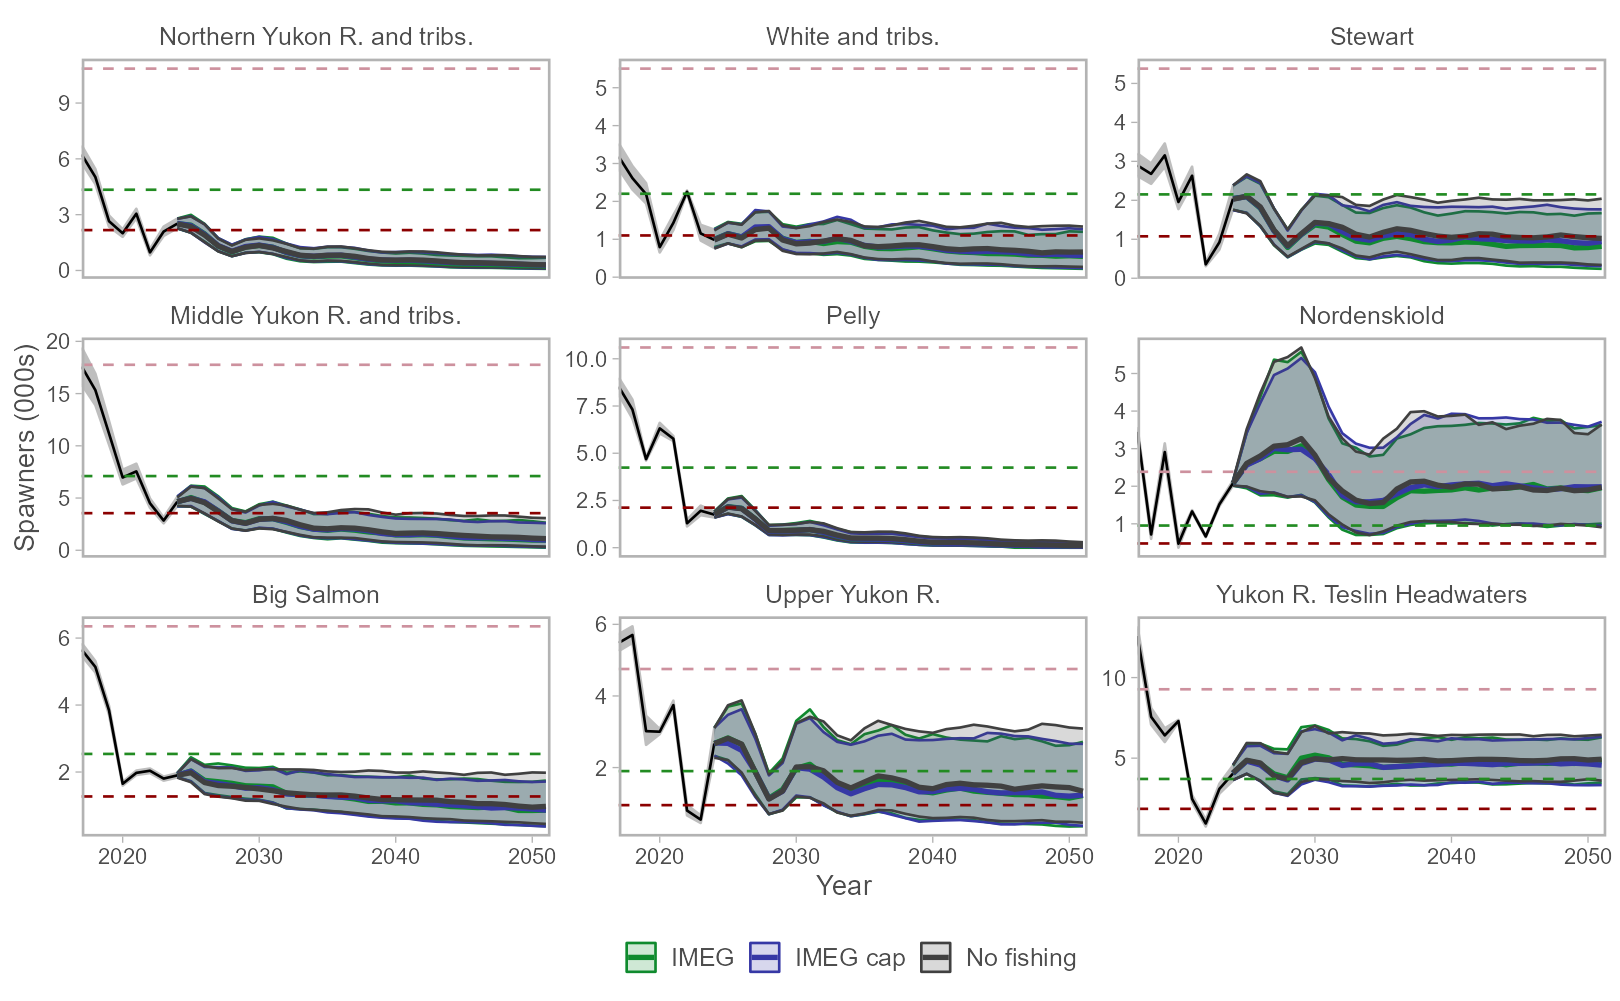 Northern Yukon R. and tribs.
White and tribs.
Stewart
9
6
3
0
5
4
3
2
1
0
5
4
3
2
1
0
Middle Yukon R. and tribs.
Pelly
Nordenskiold
Spawners (000s)
20
15
10
5
0
10.0
7.5
5.0
2.5
0.0
5
4
3
2
1
Big Salmon
Upper Yukon R.
Yukon R. Teslin Headwaters
6
4
2
6
4
2
10
5
2020 2030 2040 2050
2020 2030 2040 2050
2020 2030 2040 2050
Year
IMEG IMEG cap No fishing